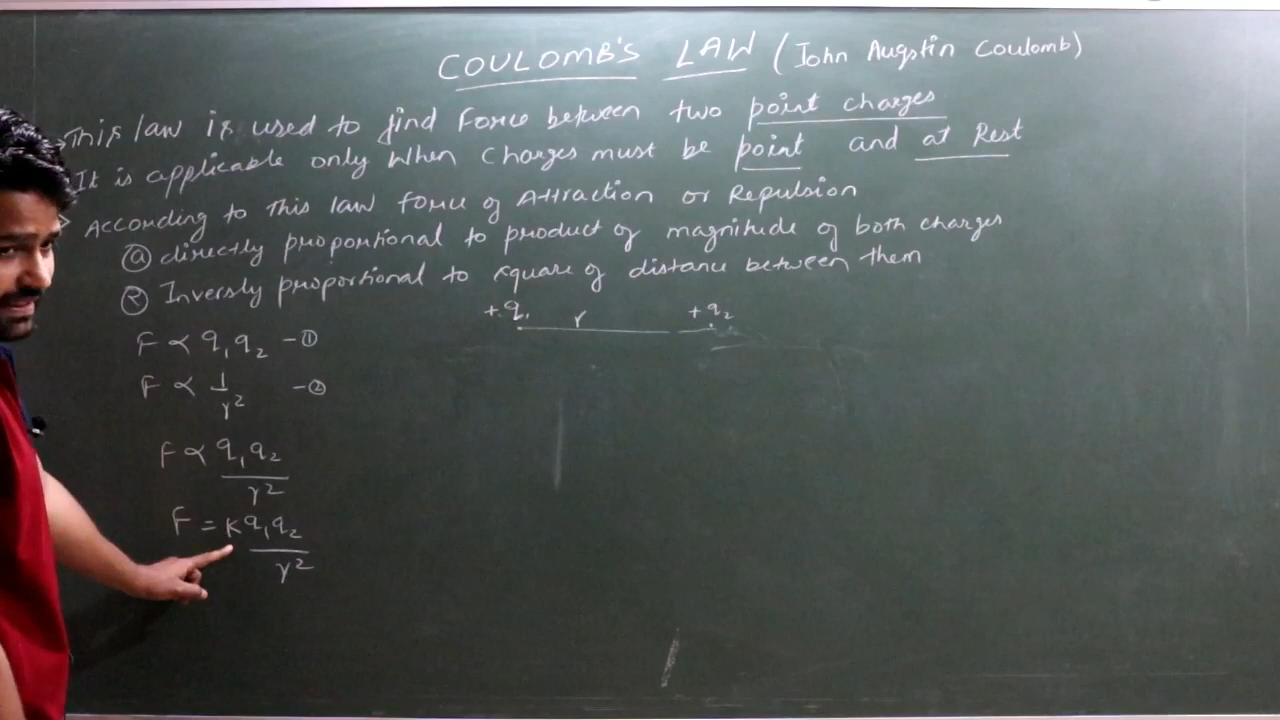 COULOMB'S LAW (John Augstin Coulomb)
This law is used to find Force between two point charges
It is applicable only When Charges must be point and at Rest
According to this law force of Attraction or Repulsion
ⓐ directly proportional to product of magnitude of both charges
② Inversly proportional to square of distance between them
+q₁ r +q₂
F ∝ q₁q₂ -①
F ∝ 1/r² -②
F ∝ q₁q₂/r²
F = K q₁q₂/r²